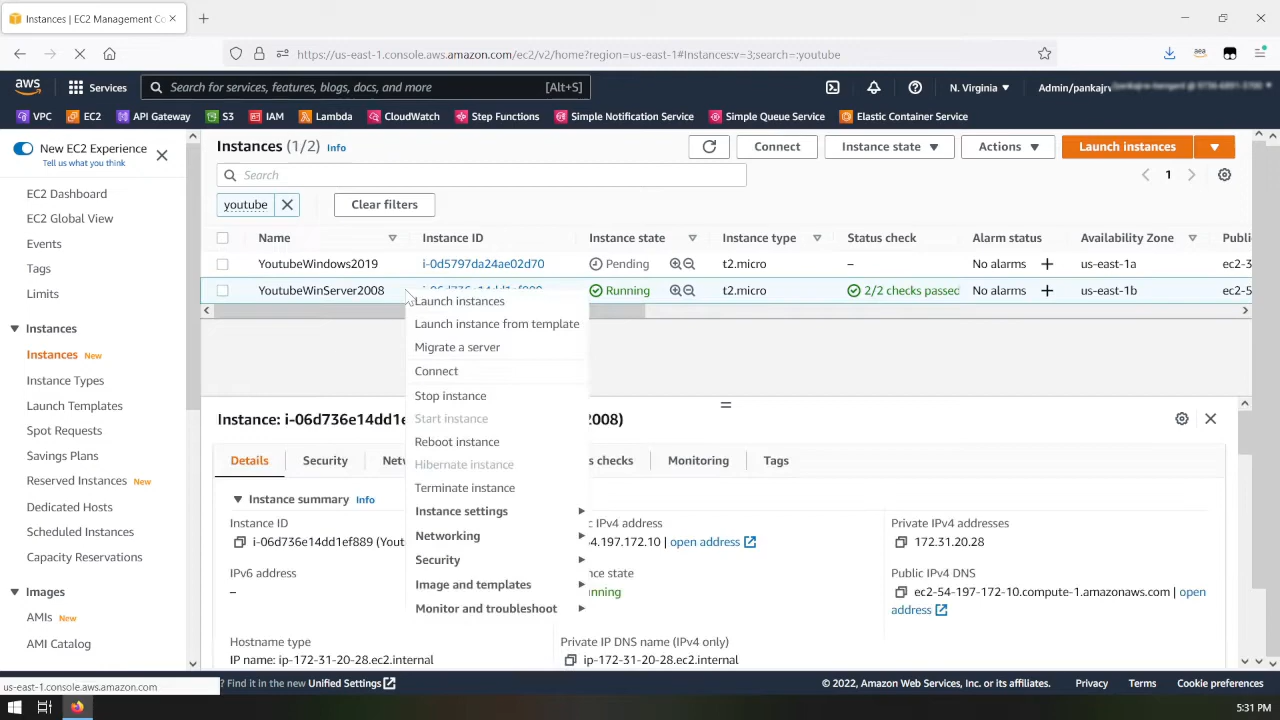 Instances | EC2 Management Co
https://us-east-1.console.aws.amazon.com/ec2/v2/home?region=us-east-1#Instances:v=3;search=:youtube
aws
Services
Search for services, features, blogs, docs, and more
[Alt+S]
N. Virginia
VPC
EC2
API Gateway
S3
IAM
Lambda
CloudWatch
Step Functions
Simple Notification Service
Simple Queue Service
Elastic Container Service
New EC2 Experience
Tell us what you think
EC2 Dashboard
EC2 Global View
Events
Tags
Limits
Instances
Instances New
Instance Types
Launch Templates
Spot Requests
Savings Plans
Reserved Instances New
Dedicated Hosts
Scheduled Instances
Capacity Reservations
Images
AMIs New
AMI Catalog
Instances (1/2) Info
Connect
Instance state
Actions
Launch instances
Search
1
youtube
Clear filters
Name Instance ID Instance state Instance type Status check Alarm status Availability Zone
YoutubeWindows2019 i-0d5797da24ae02d70 Pending t2.micro – No alarms us-east-1a
YoutubeWinServer2008 Running t2.micro 2/2 checks passed No alarms us-east-1b
Launch instances
Launch instance from template
Migrate a server
Connect
Stop instance
Start instance
Reboot instance
Hibernate instance
Terminate instance
Instance settings
Networking
Security
Image and templates
Monitor and troubleshoot
Instance: i-06d736e14dd1e 2008)
Details
Security
Monitoring
Tags
Instance summary Info
Instance ID
i-06d736e14dd1ef889 (Yout
IPv4 address
4.197.172.10 | open address
Private IPv4 addresses
172.31.20.28
IPv6 address
–
Public IPv4 DNS
ec2-54-197-172-10.compute-1.amazonaws.com | open
address
Hostname type
IP name: ip-172-31-20-28.ec2.internal
Private IP DNS name (IPv4 only)
ip-172-31-20-28.ec2.internal
us-east-1.console.aws.amazon.com
? Find it in the new Unified Settings
© 2022, Amazon Web Services, Inc. or its affiliates.
Privacy
Terms
Cookie preferences
5:31 PM